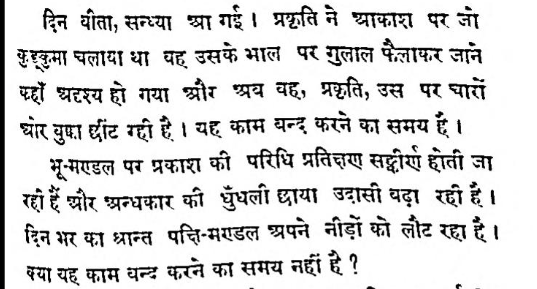 दिन बीता, सन्ध्या आ गई । प्रकृति ने आकाश पर जो
कुङ्कुमा चलाया था वह उसके भाल पर गुलाल फैलाकर जाने
कहाँ अदृश्य हो गया और अब वह, प्रकृति, उस पर चारों
ओर बुक्का छींट रही है । यह काम बन्द करने का समय है ।
भू-मण्डल पर प्रकाश की परिधि प्रतिक्षण सङ्कीर्ण होती जा
रही है और अन्धकार की धुँधली छाया उदासी बढ़ा रही है ।
दिन भर का श्रान्त पक्षि-मण्डल अपने नीड़ों को लौट रहा है ।
क्या यह काम बन्द करने का समय नहीं है ?